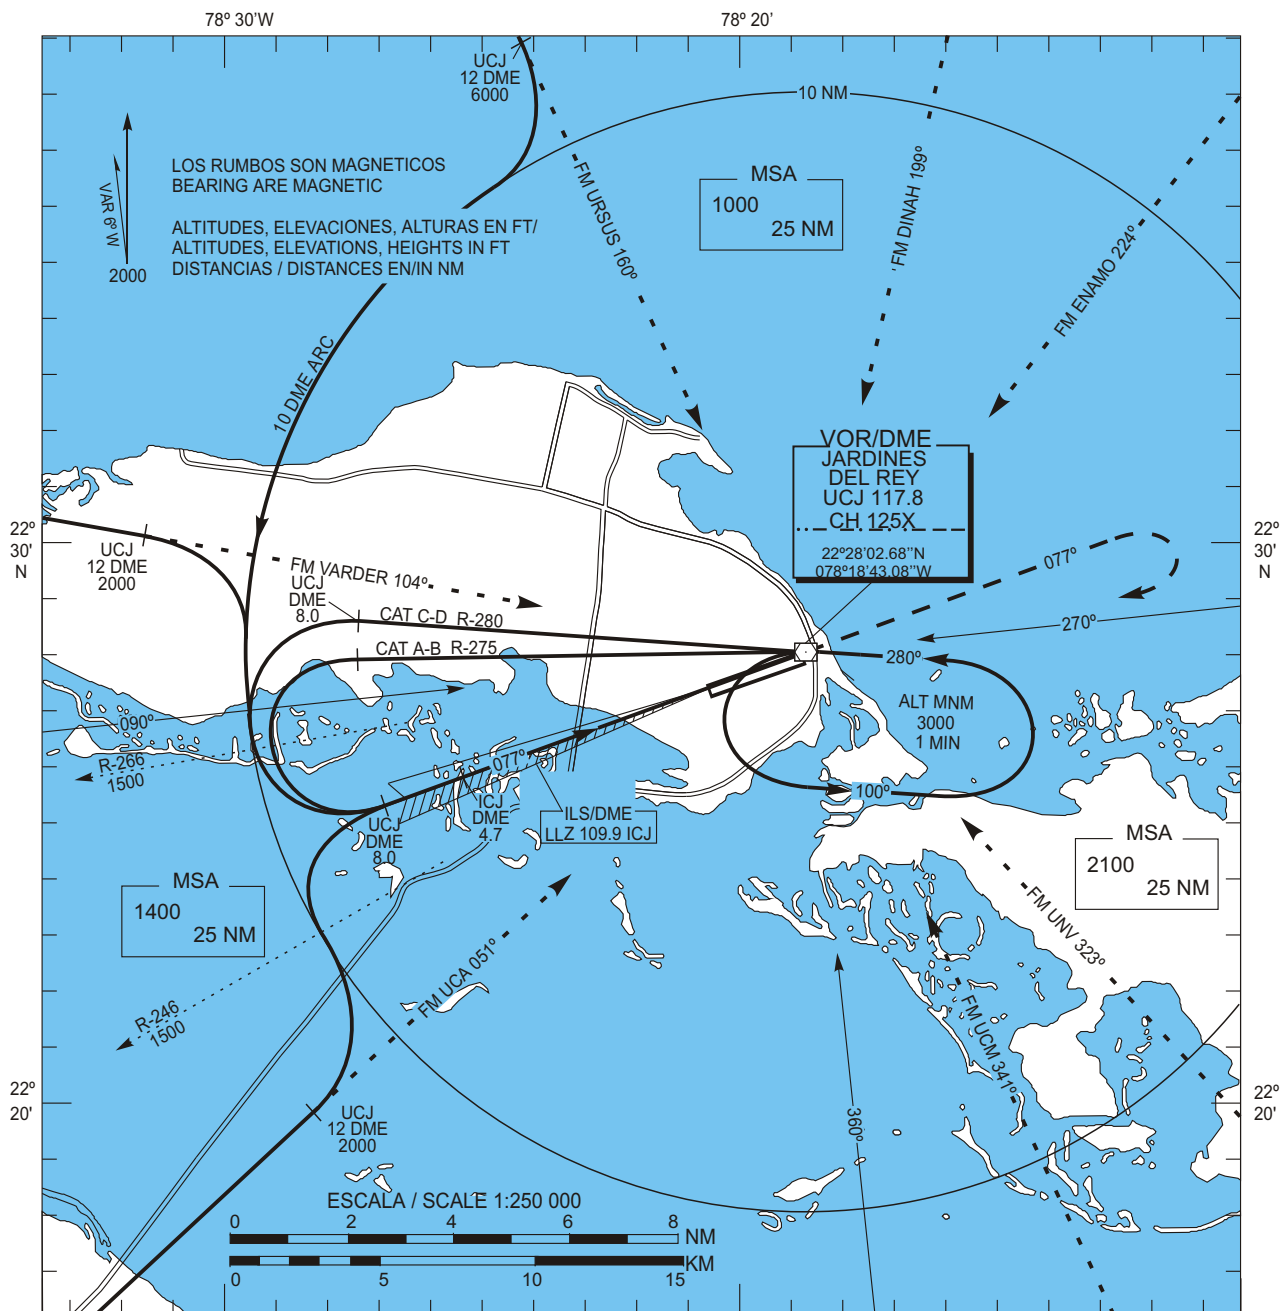 78º 30'W
78º 20'
UCJ
12 DME
6000
10 NM
LOS RUMBOS SON MAGNETICOS
BEARING ARE MAGNETIC
VAR 6º W
2000
ALTITUDES, ELEVACIONES, ALTURAS EN FT/
ALTITUDES, ELEVATIONS, HEIGHTS IN FT
DISTANCIAS / DISTANCES EN/IN NM
MSA
1000
25 NM
FM URSUS 160º
'FM DINAH 199º
FM ENAMO 224º
10 DME ARC
VOR/DME
JARDINES
DEL REY
UCJ 117.8
CH 125X
22º28'02.68"N
078º18'43.08"W
22º
30'
N
22º
30'
N
UCJ
12 DME
2000
FM VARDER 104º
UCJ
DME
8.0
CAT C-D R-280
CAT A-B R-275
077º
270º
280º
ALT MNM
3000
1 MIN
100º
090º
R-266
1500
077º
UCJ
DME
8.0
ICJ
DME
4.7
ILS/DME
LLZ 109.9 ICJ
MSA
1400
25 NM
MSA
2100
25 NM
FM UCA 051º
FM UNV 323º
FM UCM 341º
R-246
1500
360º
22º
20'
22º
20'
UCJ
12 DME
2000
ESCALA / SCALE 1:250 000
0 2 4 6 8
NM
KM
0 5 10 15